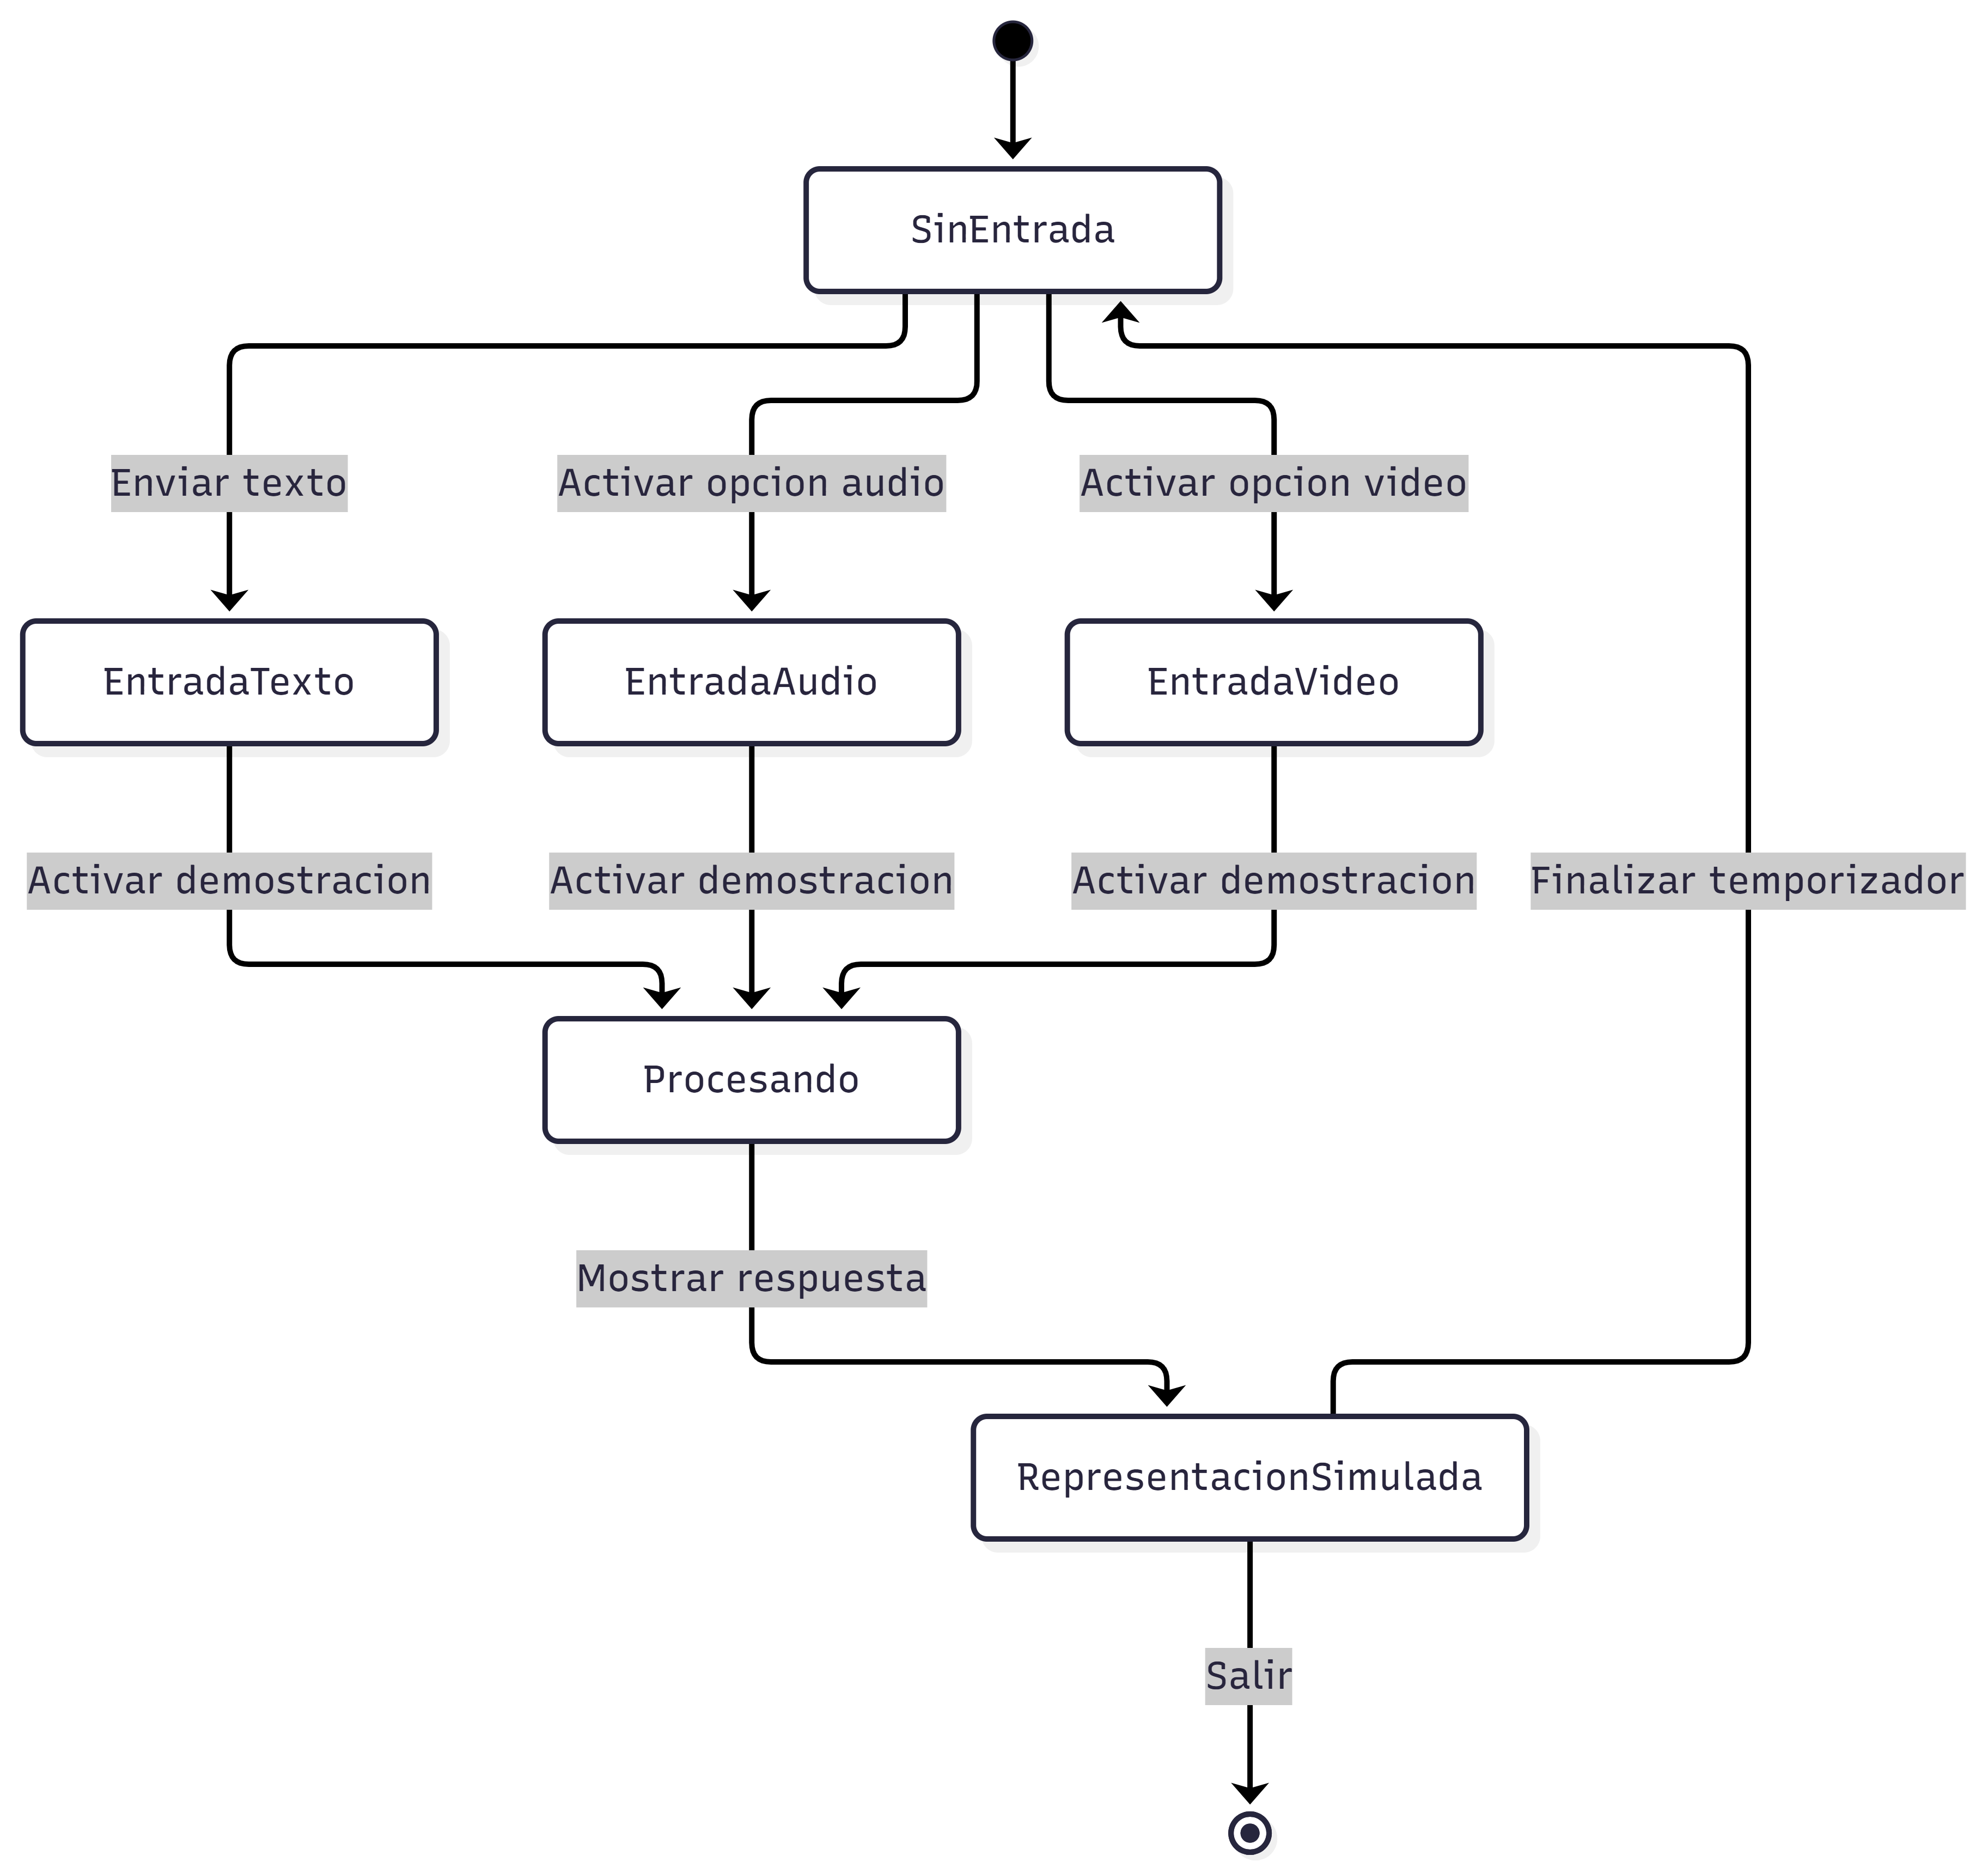 SinEntrada
Enviar texto
Activar opcion audio
Activar opcion video
EntradaTexto
EntradaAudio
EntradaVideo
Activar demostracion
Activar demostracion
Activar demostracion
Finalizar temporizador
Procesando
Mostrar respuesta
RepresentacionSimulada
Salir